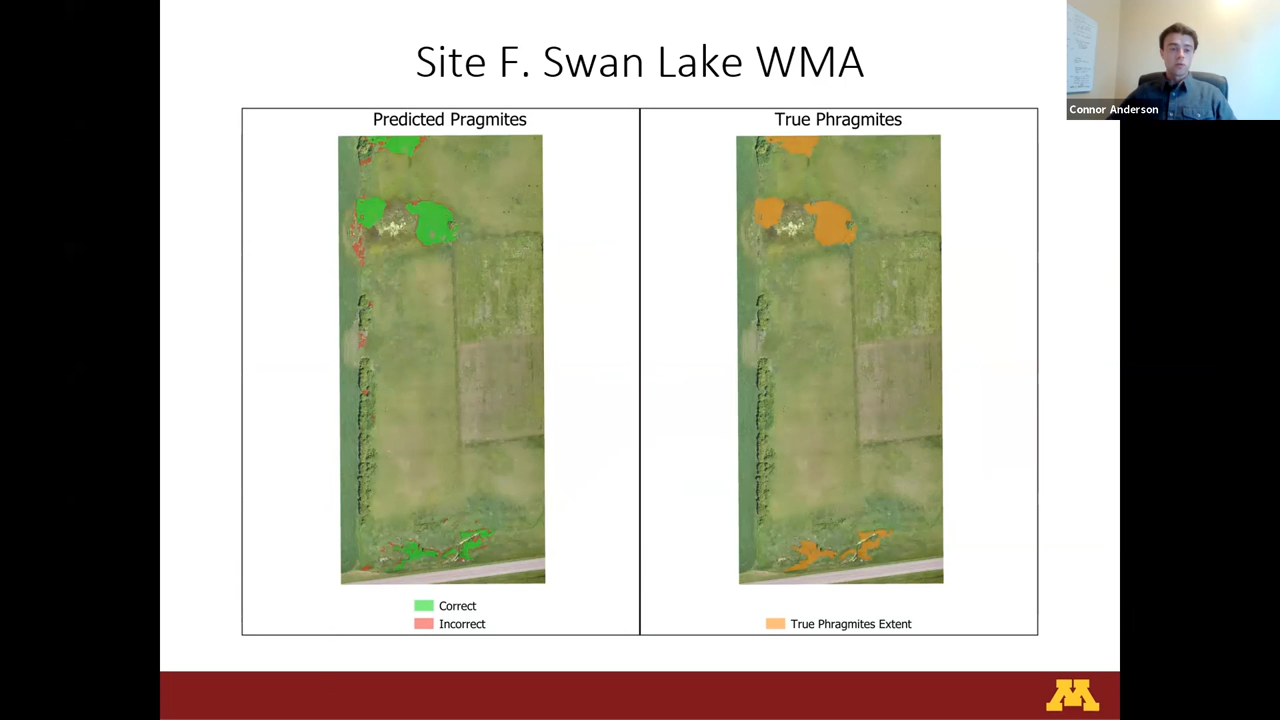 Site F. Swan Lake WMA
Connor Anderson
Predicted Pragmites
True Phragmites
Correct
Incorrect
True Phragmites Extent
M